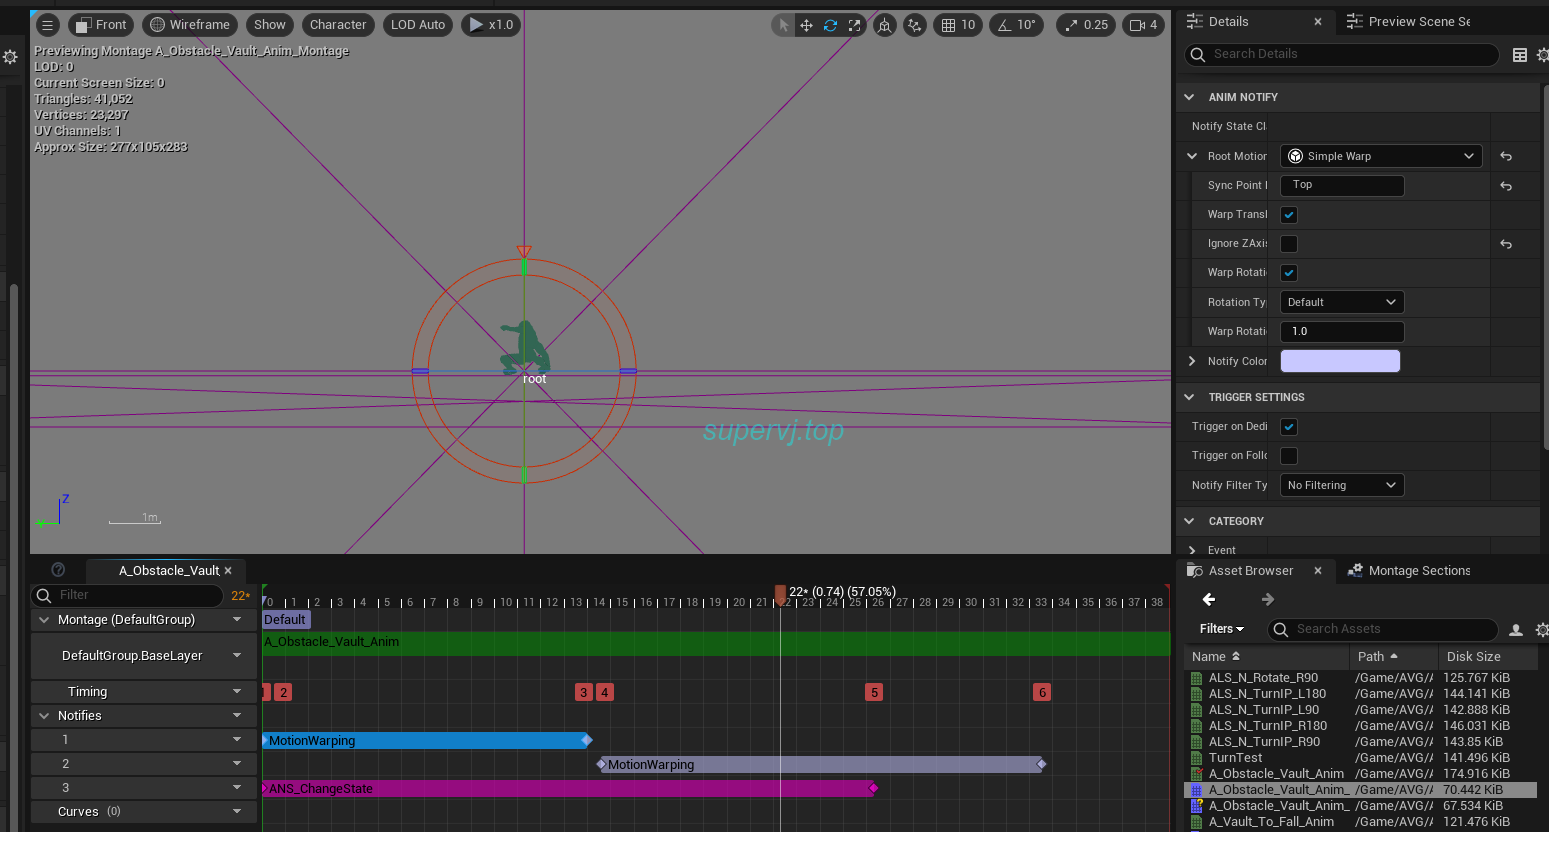 Front
Wireframe
Show
Character
LOD Auto
x1.0
10
10°
0.25
4
Previewing Montage A_Obstacle_Vault_Anim_Montage
LOD: 0
Current Screen Size: 0
Triangles: 41,052
Vertices: 23,297
UV Channels: 1
Approx Size: 277x105x283
root
supervj.top
Z
Y
1m
Details
Preview Scene Se
Search Details
ANIM NOTIFY
Notify State Cl
Root Motion
Simple Warp
Sync Point
Top
Warp Transl
Ignore ZAxis
Warp Rotati
Rotation Ty
Default
Warp Rotati
1.0
Notify Color
TRIGGER SETTINGS
Trigger on Dedi
Trigger on Follo
Notify Filter Ty
No Filtering
CATEGORY
Event
A_Obstacle_Vault
Filter
22*
22* (0.74) (57.05%)
0 1 2 3 4 5 6 7 8 9 10 11 12 13 14 15 16 17 18 19 20 21 22 23 24 25 26 27 28 29 30 31 32 33 34 35 36 37 38
Montage (DefaultGroup)
Default
A_Obstacle_Vault_Anim
DefaultGroup.BaseLayer
Timing
2 3 4 5 6
Notifies
1
MotionWarping
2
MotionWarping
3
ANS_ChangeState
Curves (0)
Asset Browser
Montage Sections
Filters
Search Assets
Name Path Disk Size
ALS_N_Rotate_R90 /Game/AVG/A 125.767 KiB
ALS_N_TurnIP_L180 /Game/AVG/A 144.141 KiB
ALS_N_TurnIP_L90 /Game/AVG/A 142.888 KiB
ALS_N_TurnIP_R180 /Game/AVG/A 146.031 KiB
ALS_N_TurnIP_R90 /Game/AVG/A 143.85 KiB
TurnTest /Game/AVG/A 141.496 KiB
A_Obstacle_Vault_Anim /Game/AVG/A 174.916 KiB
A_Obstacle_Vault_Anim_ /Game/AVG/A 70.442 KiB
A_Obstacle_Vault_Anim_ /Game/AVG/A 67.534 KiB
A_Vault_To_Fall_Anim /Game/AVG/A 121.476 KiB